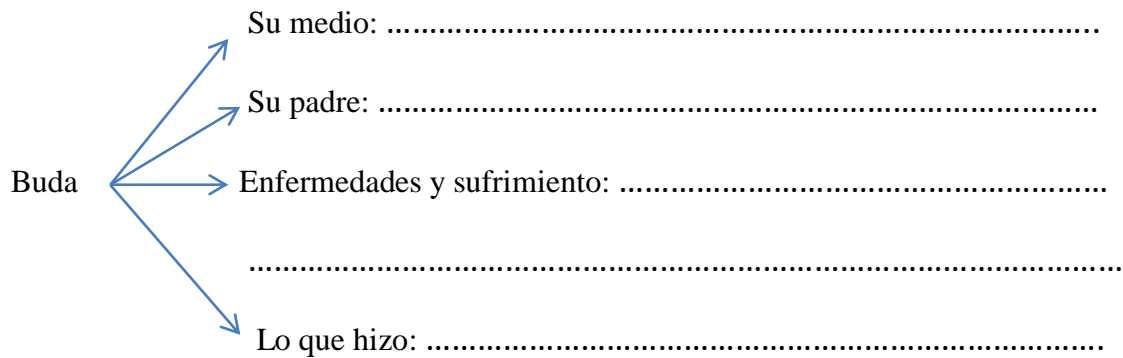 Su medio: ………………………………………………………………………………..
Su padre: ………………………………………………………………………………
Buda
Enfermedades y sufrimiento: ………………………………………………………
…………………………………………………………………………………………………
Lo que hizo: …………………………………………………………………………….